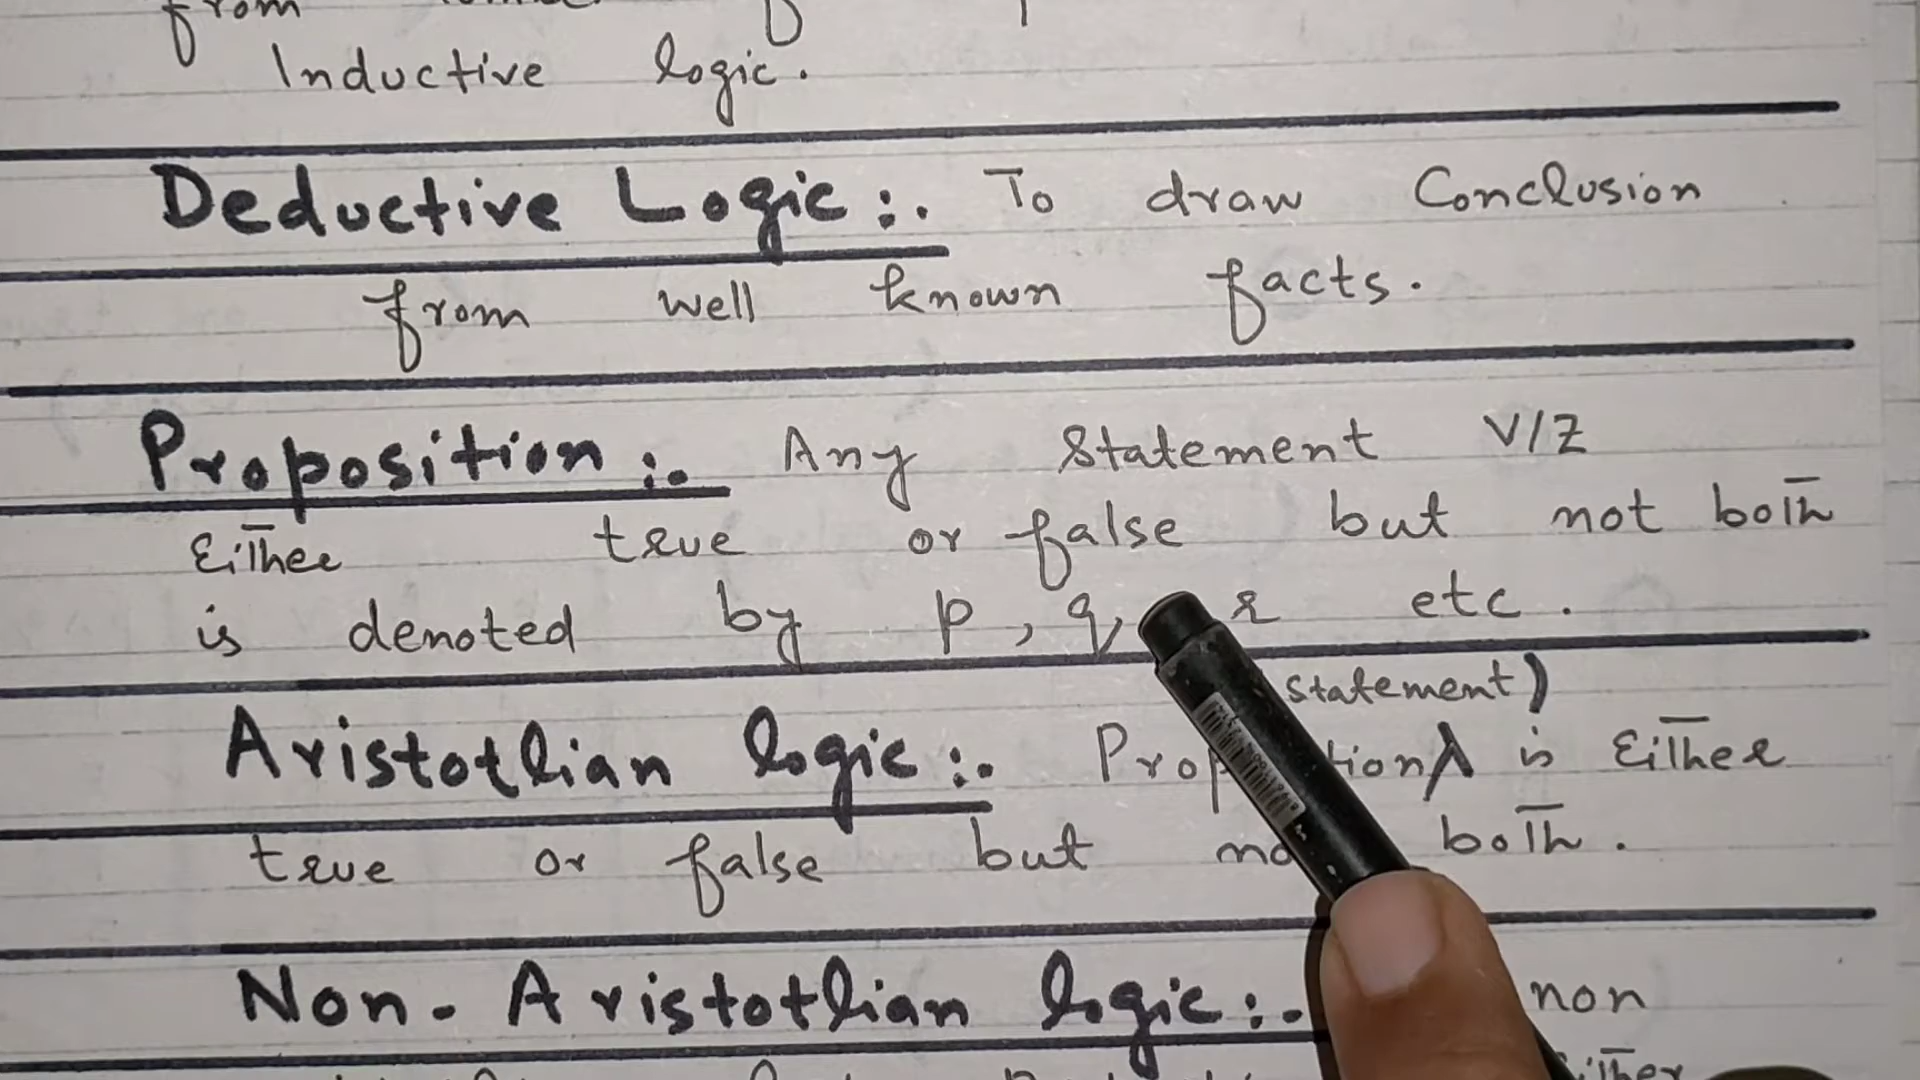 from
Inductive logic.
Deductive Logic:. To draw Conclusion
from well known facts.
Proposition:. Any Statement V/Z
Either true or false but not both
is denoted by p, q, r etc.
statement)
Aristotlian logic:. is Either
true or false but both.
Non-Aristotlian logic:. non